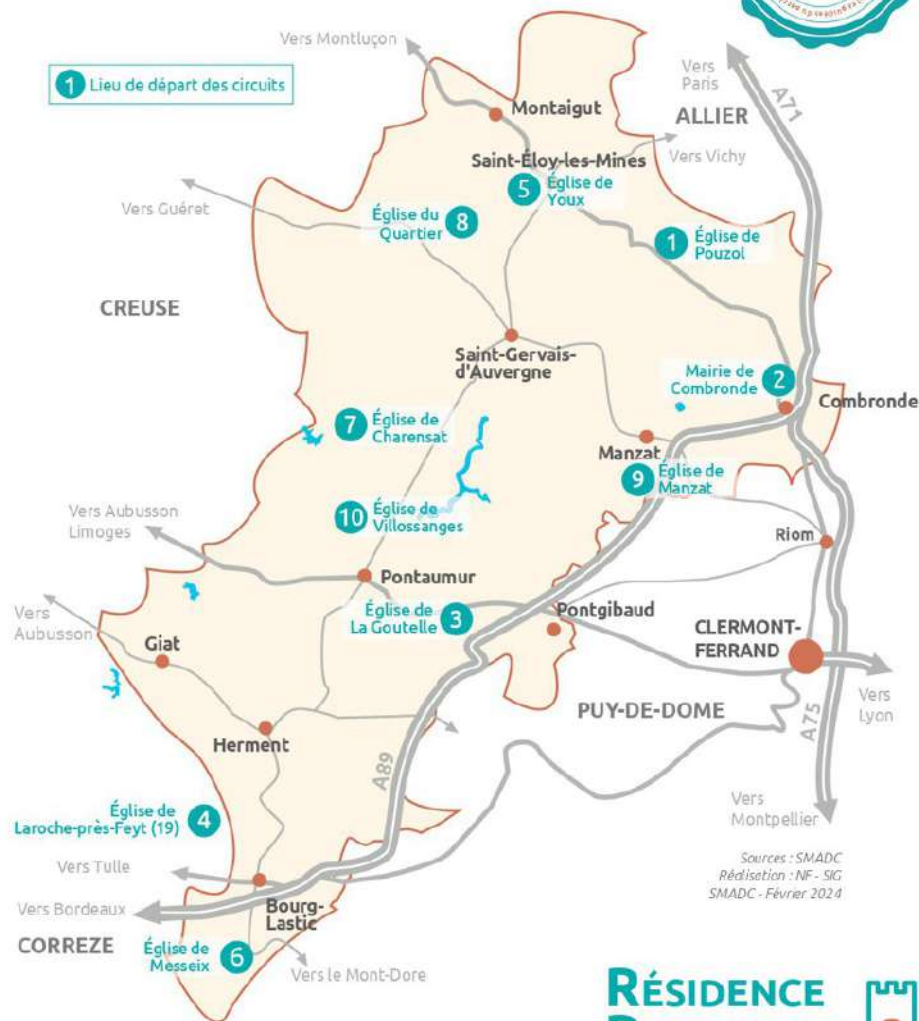 Vers Montluçon
1 Lieu de départ des circuits
Vers
Paris
A71
ALLIER
Montaigut
Saint-Éloy-les-Mines
Vers Vichy
5 Église de
Youx
Vers Guéret
Église du
Quartier 8
1 Église de
Pouzol
CREUSE
Saint-Gervais-
d'Auvergne
Mairie de
Combronde 2
Combronde
7 Église de
Charensat
Manzat
9 Église de
Manzat
10 Église de
Villossanges
Vers Aubusson
Limoges
Riom
Pontaumur
Église de
La Goutelle 3
Pontgibaud
Vers
Aubusson
Giat
CLERMONT-
FERRAND
Vers
Lyon
PUY-DE-DOME
A75
Herment
A89
Église de
Laroche-près-Feyt (19) 4
Vers
Montpellier
Vers Tulle
Sources : SMADC
Réalisation : NF - SIG
SMADC - Février 2024
Vers Bordeaux
Bourg-
Lastic
CORREZE
Église de
Messeix 6
Vers le Mont-Dore
RÉSIDENCE